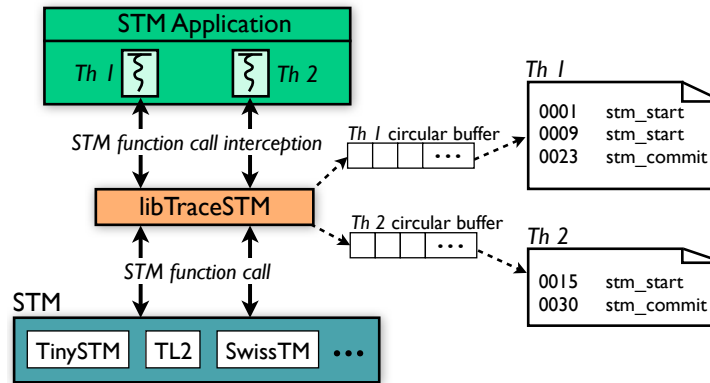 STM Application
Th 1
Th 2
STM function call interception
libTraceSTM
STM function call
STM
TinySTM
TL2
SwissTM
...
Th 1 circular buffer
...
Th 2 circular buffer
...
Th 1
0001 stm_start
0009 stm_start
0023 stm_commit
Th 2
0015 stm_start
0030 stm_commit